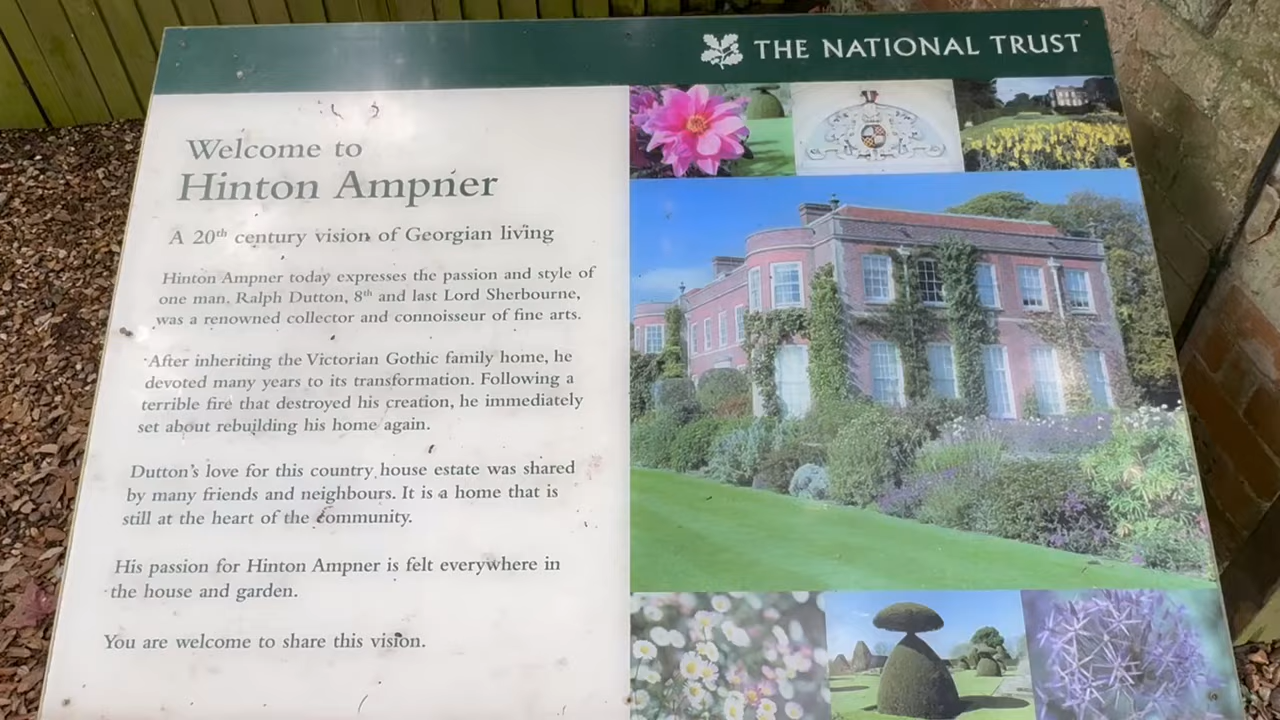 THE NATIONAL TRUST
Welcome to
Hinton Ampner
A 20th century vision of Georgian living
Hinton Ampner today expresses the passion and style of
one man. Ralph Dutton, 8th and last Lord Sherbourne,
was a renowned collector and connoisseur of fine arts.
After inheriting the Victorian Gothic family home, he
devoted many years to its transformation. Following a
terrible fire that destroyed his creation, he immediately
set about rebuilding his home again.
Dutton's love for this country house estate was shared
by many friends and neighbours. It is a home that is
still at the heart of the community.
His passion for Hinton Ampner is felt everywhere in
the house and garden.
You are welcome to share this vision.